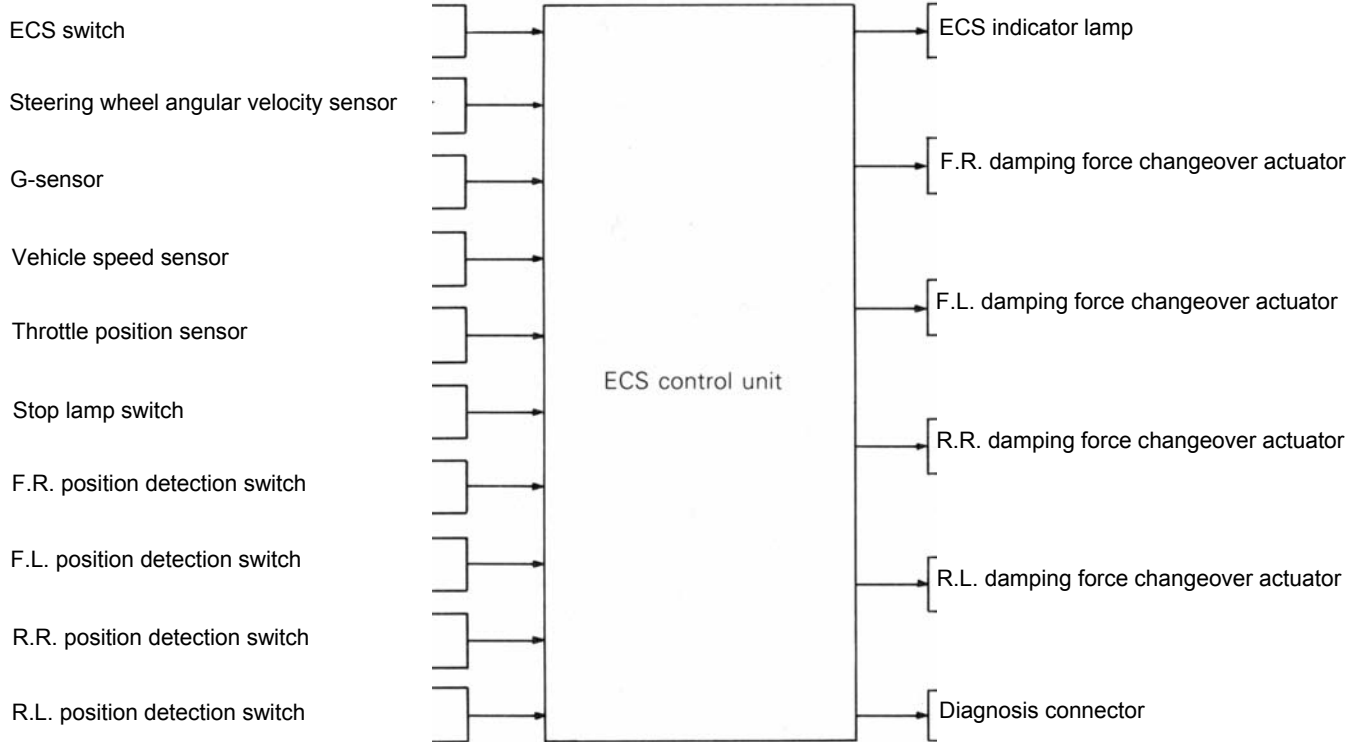 ECS switch
Steering wheel angular velocity sensor
G-sensor
Vehicle speed sensor
Throttle position sensor
Stop lamp switch
F.R. position detection switch
F.L. position detection switch
R.R. position detection switch
R.L. position detection switch
ECS control unit
ECS indicator lamp
F.R. damping force changeover actuator
F.L. damping force changeover actuator
R.R. damping force changeover actuator
R.L. damping force changeover actuator
Diagnosis connector